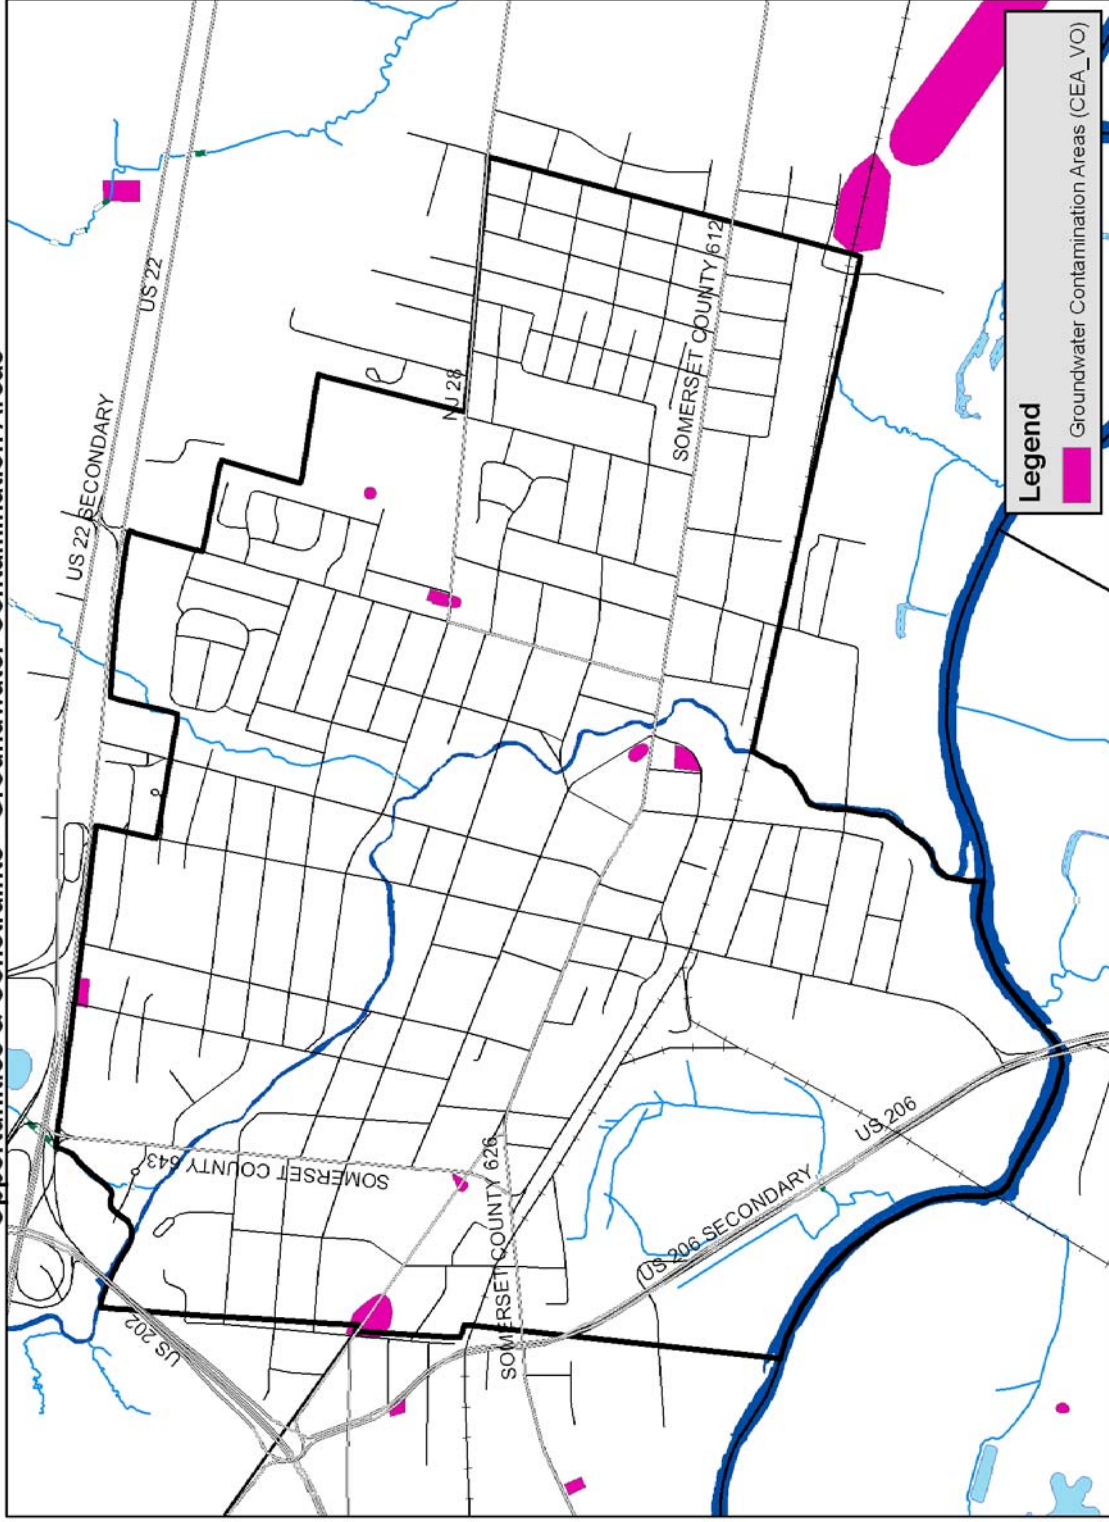 US 22 SECONDARY
US 22
NJ 28
SOMERSET COUNTY 612
US 202
SOMERSET COUNTY 643
SOMERSET COUNTY 626
US 206 SECONDARY
US 206
Legend
Groundwater Contamination Areas (CEA_VO)